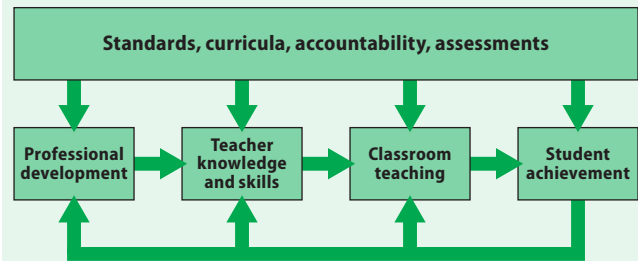 Standards, curricula, accountability, assessments
Professional
development
Teacher
knowledge
and skills
Classroom
teaching
Student
achievement